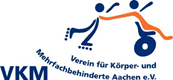 Verein für Körper- und
Mehrfachbehinderte Aachen e.V.
VKM